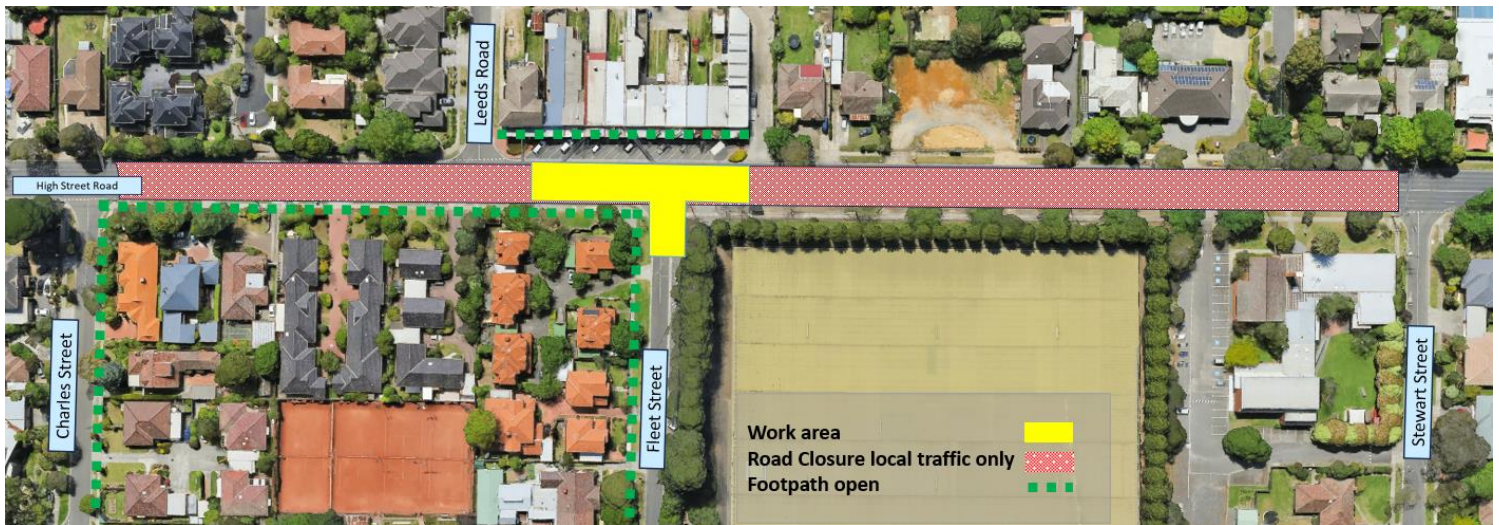 Leeds Road
High Street Road
Charles Street
Fleet Street
Stewart Street
Work area
Road Closure local traffic only
Footpath open